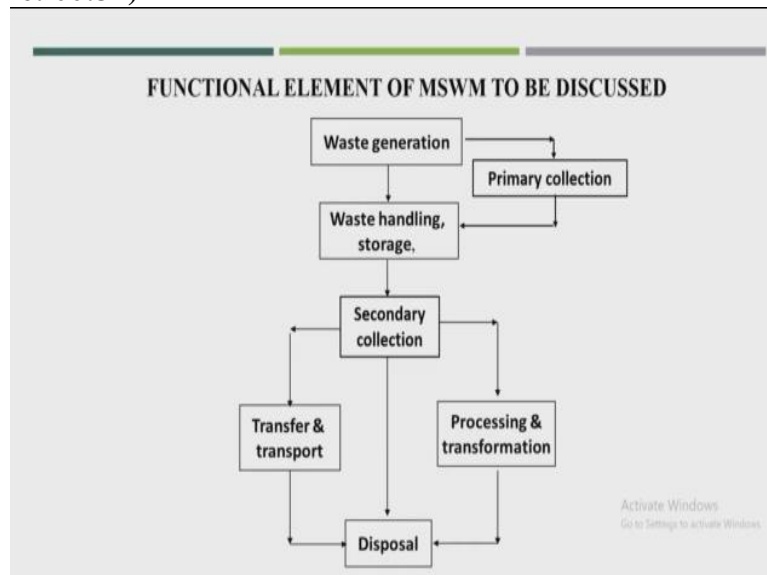 FUNCTIONAL ELEMENT OF MSWM TO BE DISCUSSED
Waste generation
Primary collection
Waste handling,
storage,
Secondary
collection
Transfer &
transport
Processing &
transformation
Disposal
Activate Windows
Go to Settings to activate Windows